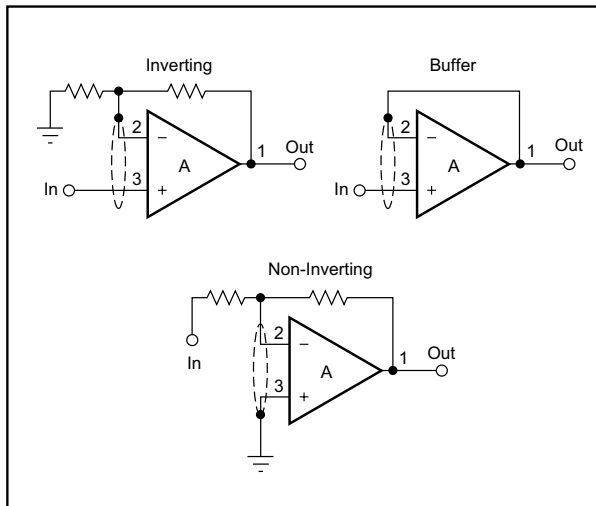 Inverting
2
−
A
3
+
1
Out
In
Buffer
2
−
A
3
+
1
Out
In
Non-Inverting
2
−
A
3
+
1
Out
In